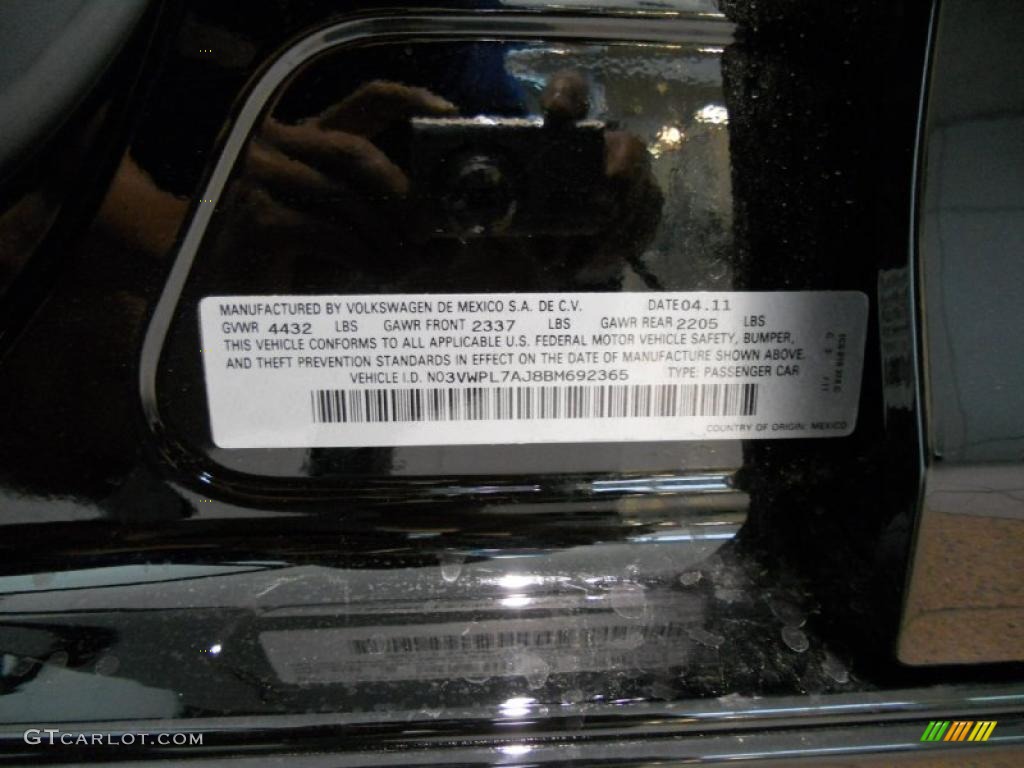 MANUFACTURED BY VOLKSWAGEN DE MEXICO S.A. DE C.V. DATE 04.11
GVWR 4432 LBS GAWR FRONT 2337 LBS GAWR REAR 2205 LBS
THIS VEHICLE CONFORMS TO ALL APPLICABLE U.S. FEDERAL MOTOR VEHICLE SAFETY, BUMPER,
AND THEFT PREVENTION STANDARDS IN EFFECT ON THE DATE OF MANUFACTURE SHOWN ABOVE.
VEHICLE I.D. NO3VWPL7AJ8BM692365 TYPE: PASSENGER CAR
COUNTRY OF ORIGIN: MEXICO
GTCARLOT.COM